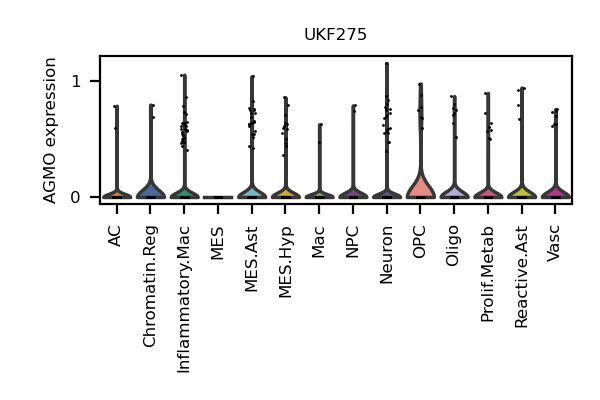 UKF275
AGMO expression
1
0
AC
Chromatin.Reg
Inflammatory.Mac
MES
MES.Ast
MES.Hyp
Mac
NPC
Neuron
OPC
Oligo
Prolif.Metab
Reactive.Ast
Vasc